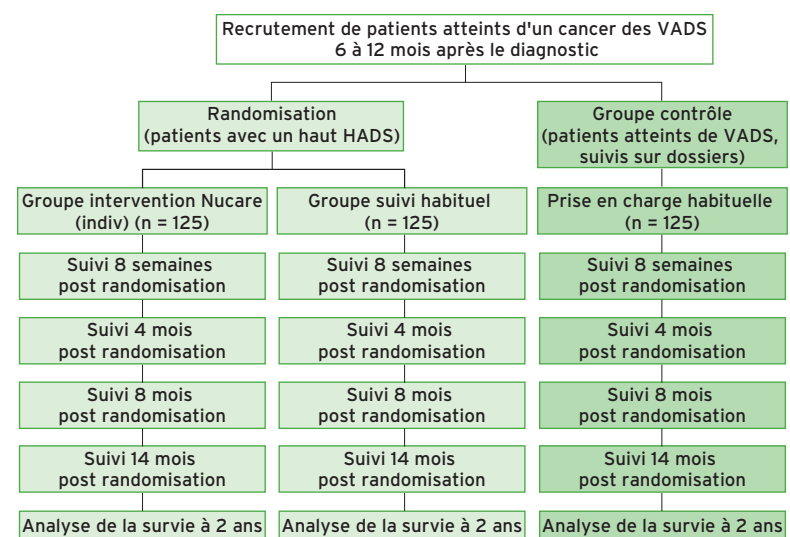 Recrutement de patients atteints d'un cancer des VADS
6 à 12 mois après le diagnostic
Randomisation
(patients avec un haut HADS)
Groupe contrôle
(patients atteints de VADS,
suivis sur dossiers)
Groupe intervention Nucare
(indiv) (n = 125)
Groupe suivi habituel
(n = 125)
Prise en charge habituelle
(n = 125)
Suivi 8 semaines
post randomisation
Suivi 8 semaines
post randomisation
Suivi 8 semaines
post randomisation
Suivi 4 mois
post randomisation
Suivi 4 mois
post randomisation
Suivi 4 mois
post randomisation
Suivi 8 mois
post randomisation
Suivi 8 mois
post randomisation
Suivi 8 mois
post randomisation
Suivi 14 mois
post randomisation
Suivi 14 mois
post randomisation
Suivi 14 mois
post randomisation
Analyse de la survie à 2 ans
Analyse de la survie à 2 ans
Analyse de la survie à 2 ans